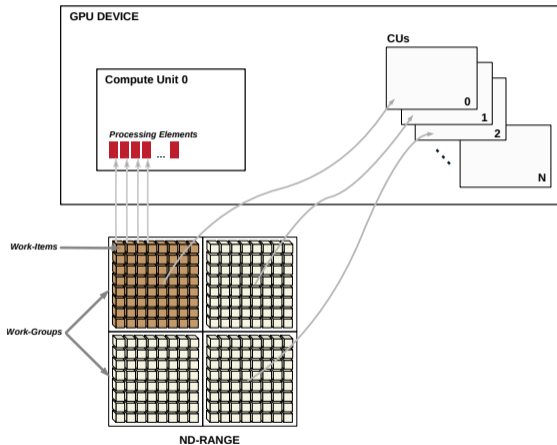 GPU DEVICE
CUs
Compute Unit 0
0
1
Processing Elements
2
...
N
Work-Items
Work-Groups
ND-RANGE